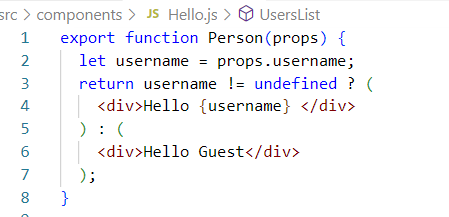 src > components > JS Hello.js > UsersList
1 export function Person(props) {
2   let username = props.username;
3   return username != undefined ? (
4     <div>Hello {username} </div>
5   ) : (
6     <div>Hello Guest</div>
7   );
8 }